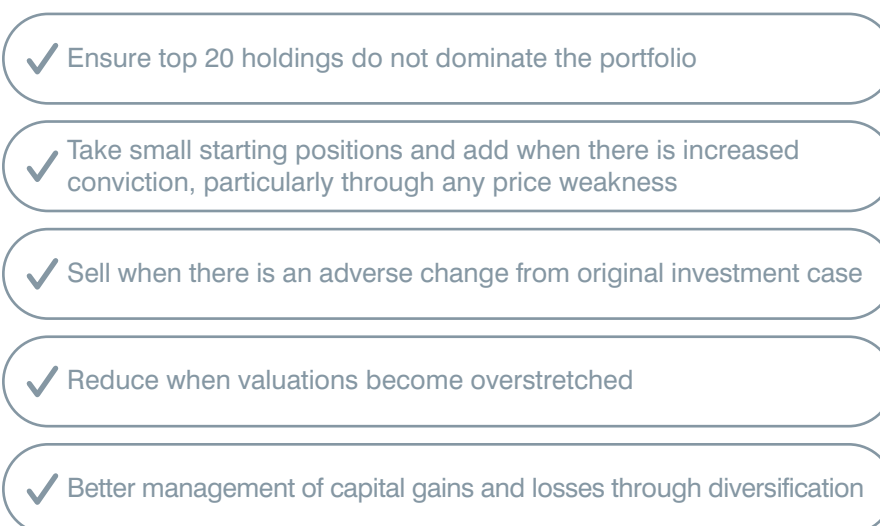 Ensure top 20 holdings do not dominate the portfolio
Take small starting positions and add when there is increased
conviction, particularly through any price weakness
Sell when there is an adverse change from original investment case
Reduce when valuations become overstretched
Better management of capital gains and losses through diversification